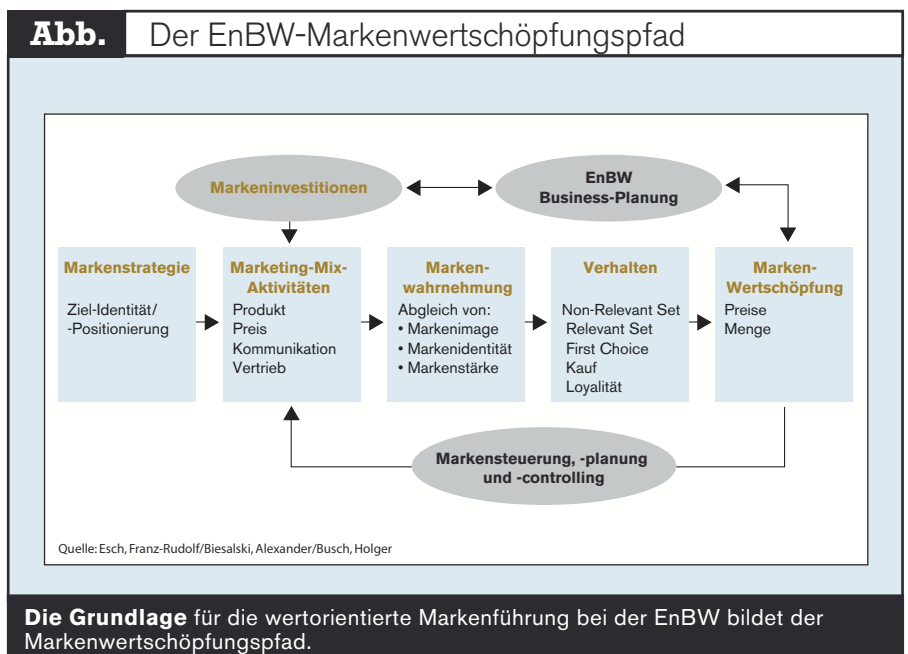 Abb. Der EnBW-Markenwertschöpfungspfad
Markeninvestitionen
EnBW
Business-Planung
Markenstrategie
Ziel-Identität/
-Positionierung
Marketing-Mix-
Aktivitäten
Produkt
Preis
Kommunikation
Vertrieb
Marken-
wahrnehmung
Abgleich von:
• Markenimage
• Markenidentität
• Markenstärke
Verhalten
Non-Relevant Set
Relevant Set
First Choice
Kauf
Loyalität
Marken-
Wertschöpfung
Preise
Menge
Markensteuerung, -planung
und -controlling
Quelle: Esch, Franz-Rudolf/Biesalski, Alexander/Busch, Holger
Die Grundlage für die wertorientierte Markenführung bei der EnBW bildet der
Markenwertschöpfungspfad.